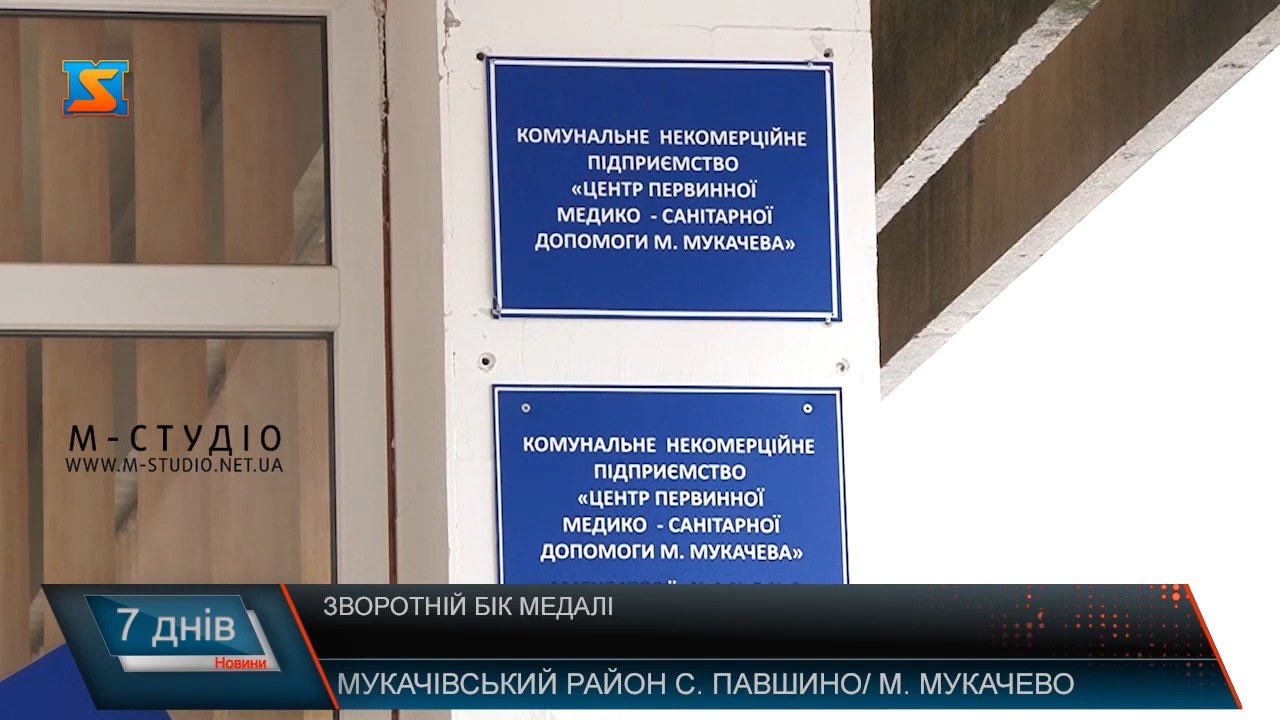 КОМУНАЛЬНЕ НЕКОМЕРЦІЙНЕ
ПІДПРИЄМСТВО
«ЦЕНТР ПЕРВИННОЇ
МЕДИКО - САНІТАРНОЇ
ДОПОМОГИ М. МУКАЧЕВА»
КОМУНАЛЬНЕ НЕКОМЕРЦІЙНЕ
ПІДПРИЄМСТВО
«ЦЕНТР ПЕРВИННОЇ
МЕДИКО - САНІТАРНОЇ
ДОПОМОГИ М. МУКАЧЕВА»
М-СТУДІО
WWW.M-STUDIO.NET.UA
7 днів
Новини
ЗВОРОТНІЙ БІК МЕДАЛІ
МУКАЧІВСЬКИЙ РАЙОН С. ПАВШИНО/ М. МУКАЧЕВО